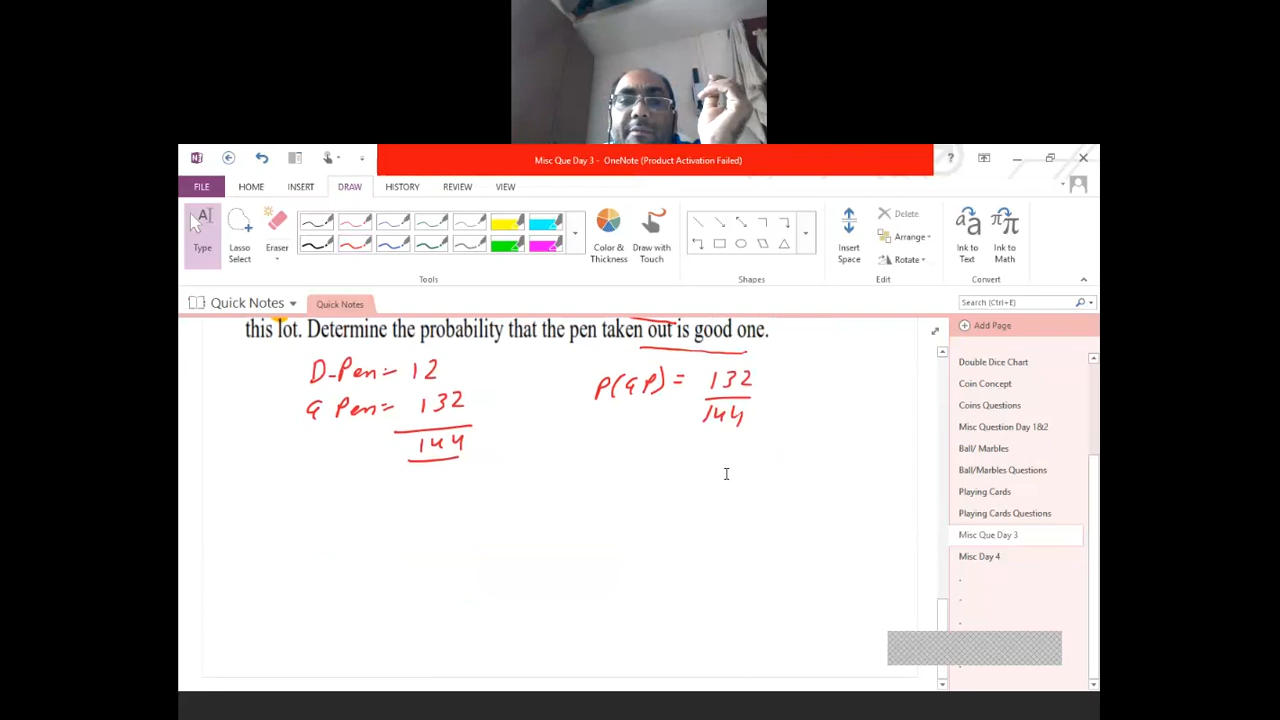 Misc Que Day 3 - OneNote (Product Activation Failed)
FILE HOME INSERT DRAW HISTORY REVIEW VIEW
Type
Lasso Select
Eraser
Color & Thickness
Draw with Touch
Insert Space
Delete
Arrange
Rotate
Ink to Text
Ink to Math
Tools
Shapes
Edit
Convert
Quick Notes
Quick Notes
Search (Ctrl+E)
this lot. Determine the probability that the pen taken out is good one.
D-Pen = 12
G Pen = 132
144
P(GP) = 132
144
Add Page
Double Dice Chart
Coin Concept
Coins Questions
Misc Question Day 1&2
Ball/ Marbles
Ball/Marbles Questions
Playing Cards
Playing Cards Questions
Misc Que Day 3
Misc Day 4